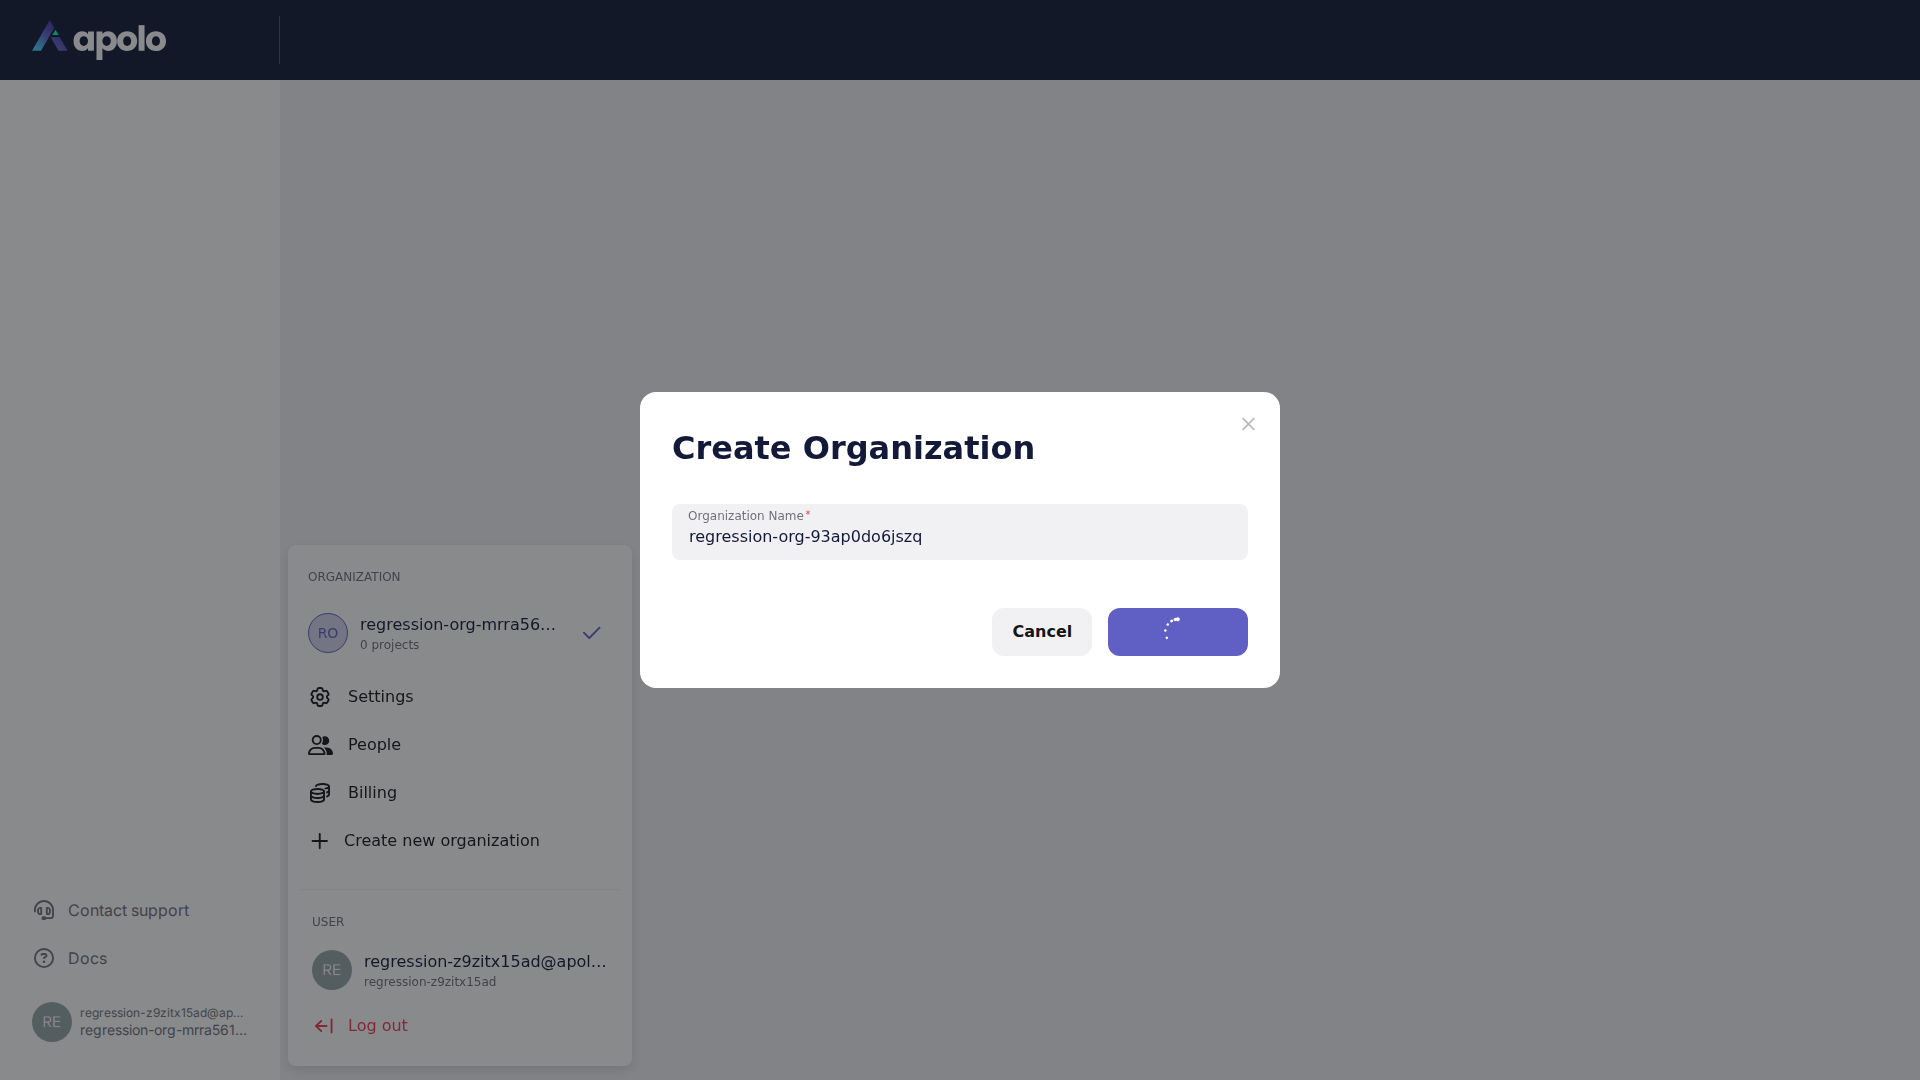 apolo
Create Organization
Organization Name*
regression-org-93ap0do6jszq
Cancel
ORGANIZATION
RO
regression-org-mrra56...
0 projects
Settings
People
Billing
Create new organization
USER
RE
regression-z9zitx15ad@apol...
regression-z9zitx15ad
Log out
Contact support
Docs
RE
regression-z9zitx15ad@ap...
regression-org-mrra561...